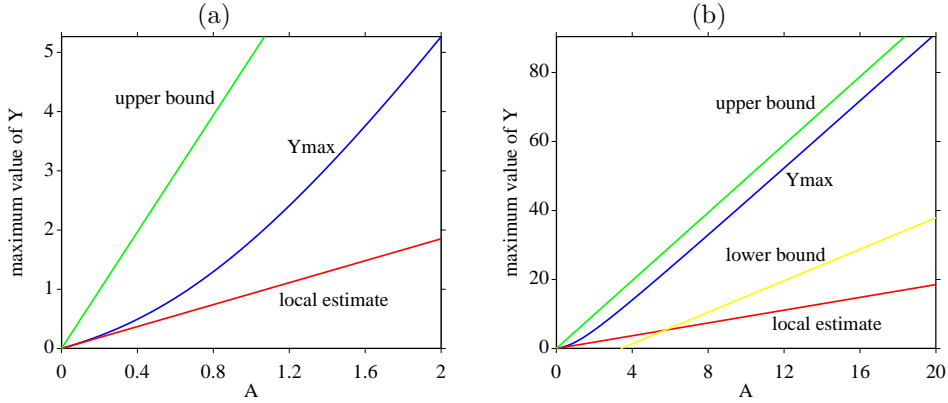 (a)
5
4
3
2
1
0
maximum value of Y
upper bound
Ymax
local estimate
0
0.4
0.8
1.2
1.6
2
A
(b)
80
60
40
20
0
maximum value of Y
upper bound
Ymax
lower bound
local estimate
0
4
8
12
16
20
A